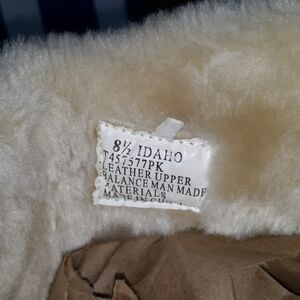 8½ IDAHO
T457577PK
LEATHER UPPER
BALANCE MAN MADE
MATERIALS
MADE IN